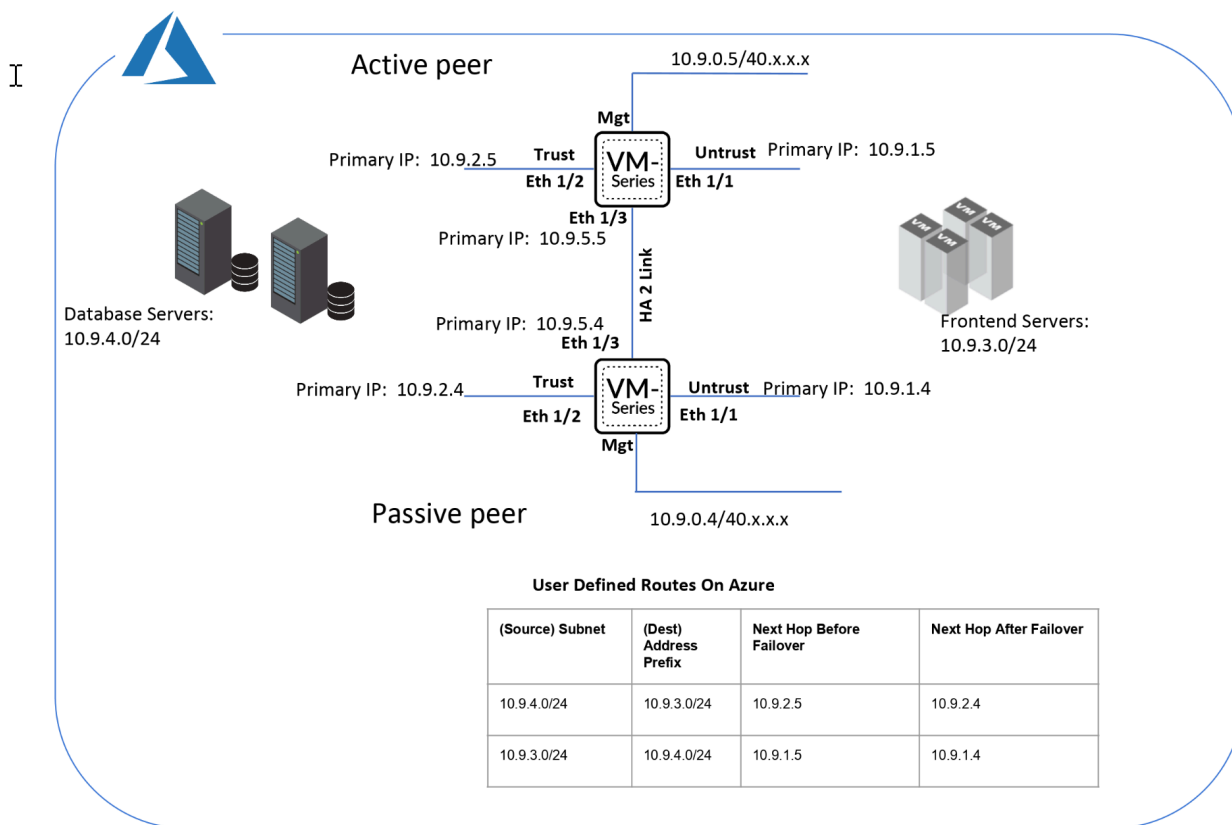 Active peer
10.9.0.5/40.x.x.x
Mgt
Primary IP: 10.9.2.5
Trust
Untrust
Primary IP: 10.9.1.5
VM-
Series
Eth 1/2
Eth 1/1
Eth 1/3
Primary IP: 10.9.5.5
VM
VM
VM
VM
HA 2 Link
Database Servers:
10.9.4.0/24
Frontend Servers:
10.9.3.0/24
Primary IP: 10.9.5.4
Eth 1/3
Primary IP: 10.9.2.4
Trust
Untrust
Primary IP: 10.9.1.4
VM-
Series
Eth 1/2
Eth 1/1
Mgt
Passive peer
10.9.0.4/40.x.x.x
User Defined Routes On Azure
(Source) Subnet
(Dest)
Address
Prefix
Next Hop Before
Failover
Next Hop After Failover
10.9.4.0/24
10.9.3.0/24
10.9.2.5
10.9.2.4
10.9.3.0/24
10.9.4.0/24
10.9.1.5
10.9.1.4